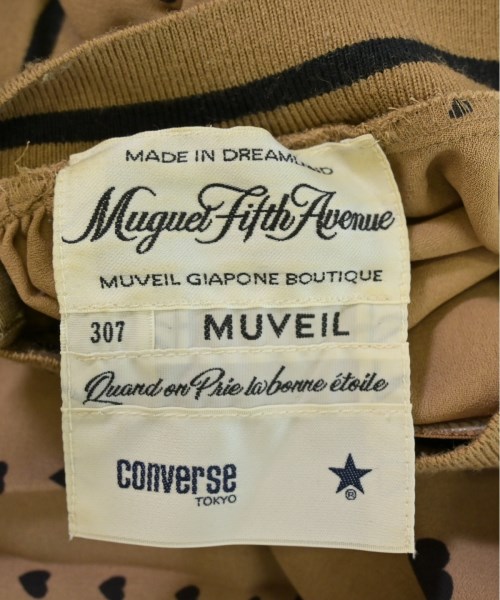 MADE IN DREAMLAND
Muguet Fifth Avenue
MUVEIL GIAPONE BOUTIQUE
307 MUVEIL
Quand on Prie la bonne étoile
converse
TOKYO
®